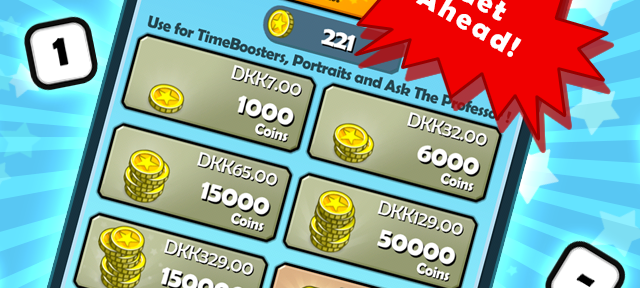 Get
Ahead!
1
221
Use for TimeBoosters, Portraits and Ask The Professor!
DKK7.00
1000
Coins
DKK32.00
6000
Coins
DKK65.00
15000
Coins
DKK129.00
50000
Coins
DKK329.00